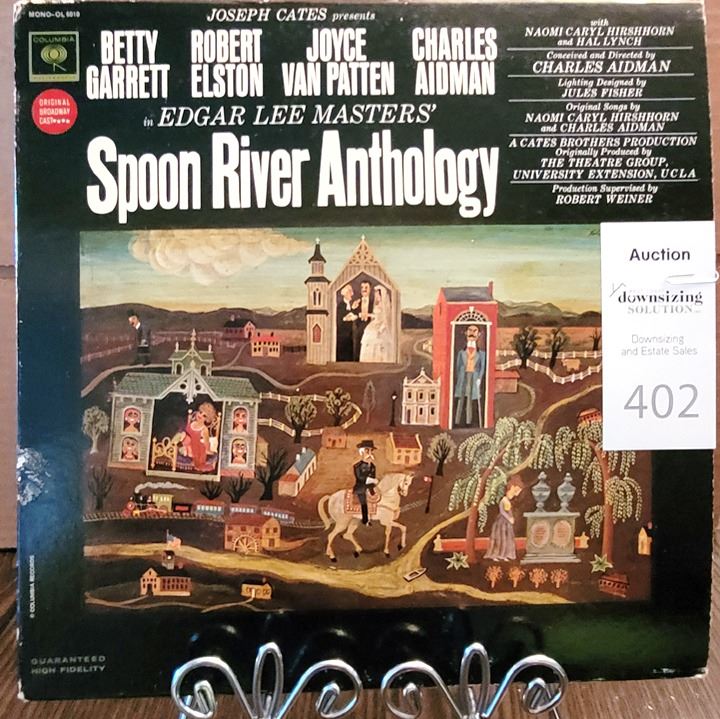 MONO-OL 6010
COLUMBIA
ORIGINAL
BROADWAY
CAST
JOSEPH CATES presents
BETTY
GARRETT
ROBERT
ELSTON
JOYCE
VAN PATTEN
CHARLES
AIDMAN
in EDGAR LEE MASTERS'
Spoon River Anthology
with
NAOMI CARYL HIRSHHORN
and HAL LYNCH
Conceived and Directed by
CHARLES AIDMAN
Lighting Designed by
JULES FISHER
Original Songs by
NAOMI CARYL HIRSHHORN
and CHARLES AIDMAN
A CATES BROTHERS PRODUCTION
Originally Produced by
THE THEATRE GROUP,
UNIVERSITY EXTENSION, UCLA
Production Supervised by
ROBERT WEINER
Auction
downsizing
SOLUTION
Downsizing
and Estate Sales
402
© COLUMBIA RECORDS
GUARANTEED
HIGH FIDELITY